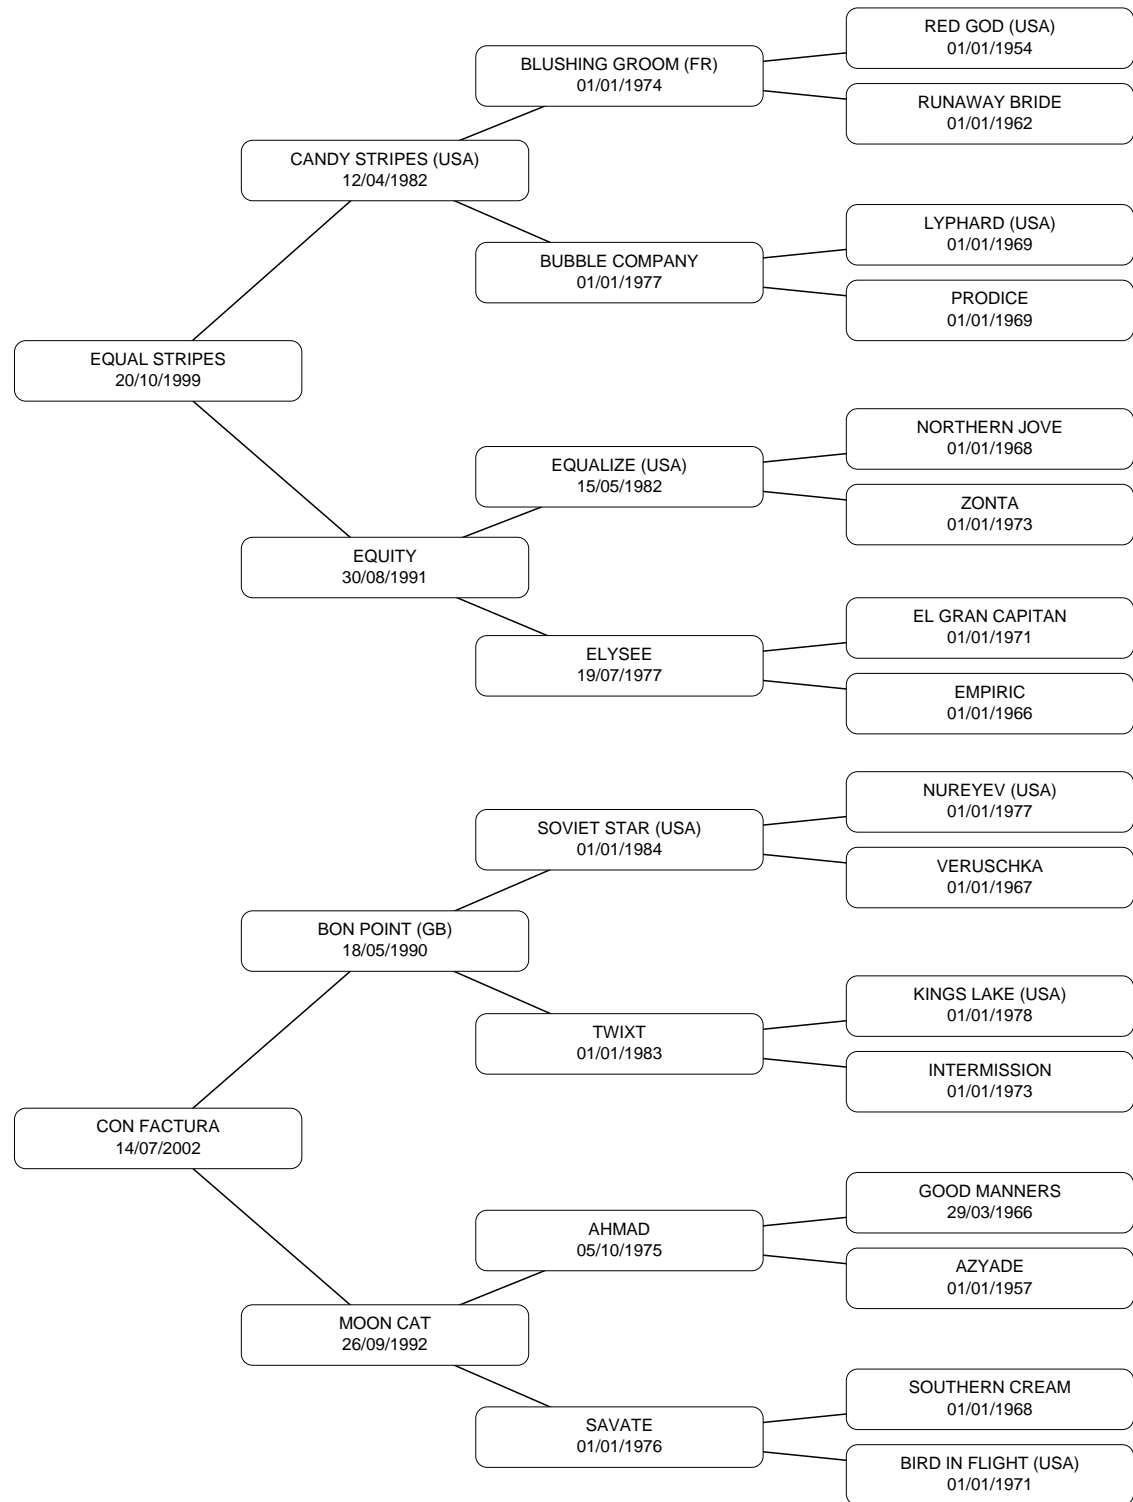 RED GOD (USA)
01/01/1954
BLUSHING GROOM (FR)
01/01/1974
RUNAWAY BRIDE
01/01/1962
CANDY STRIPES (USA)
12/04/1982
LYPHARD (USA)
01/01/1969
BUBBLE COMPANY
01/01/1977
PRODICE
01/01/1969
EQUAL STRIPES
20/10/1999
NORTHERN JOVE
01/01/1968
EQUALIZE (USA)
15/05/1982
ZONTA
01/01/1973
EQUITY
30/08/1991
EL GRAN CAPITAN
01/01/1971
ELYSEE
19/07/1977
EMPIRIC
01/01/1966
NUREYEV (USA)
01/01/1977
SOVIET STAR (USA)
01/01/1984
VERUSCHKA
01/01/1967
BON POINT (GB)
18/05/1990
KINGS LAKE (USA)
01/01/1978
TWIXT
01/01/1983
INTERMISSION
01/01/1973
CON FACTURA
14/07/2002
GOOD MANNERS
29/03/1966
AHMAD
05/10/1975
AZYADE
01/01/1957
MOON CAT
26/09/1992
SOUTHERN CREAM
01/01/1968
SAVATE
01/01/1976
BIRD IN FLIGHT (USA)
01/01/1971